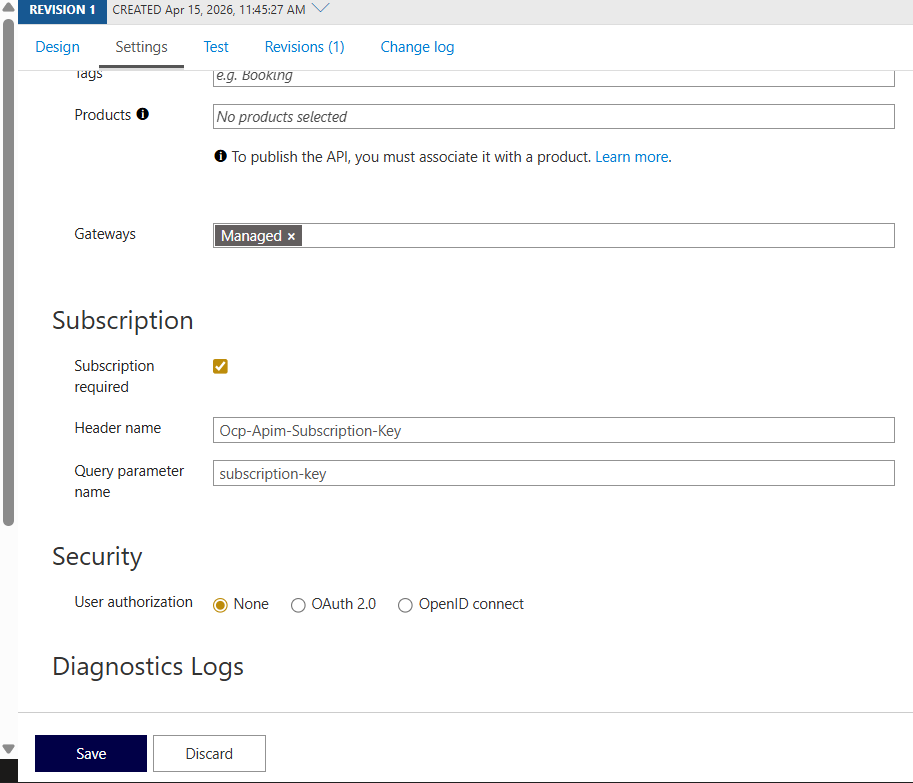 REVISION 1 CREATED Apr 15, 2026, 11:45:27 AM
Design Settings Test Revisions (1) Change log
Tags e.g. Booking
Products No products selected
To publish the API, you must associate it with a product. Learn more.
Gateways Managed ×
Subscription
Subscription
required
Header name Ocp-Apim-Subscription-Key
Query parameter
name
subscription-key
Security
User authorization None OAuth 2.0 OpenID connect
Diagnostics Logs
Save Discard